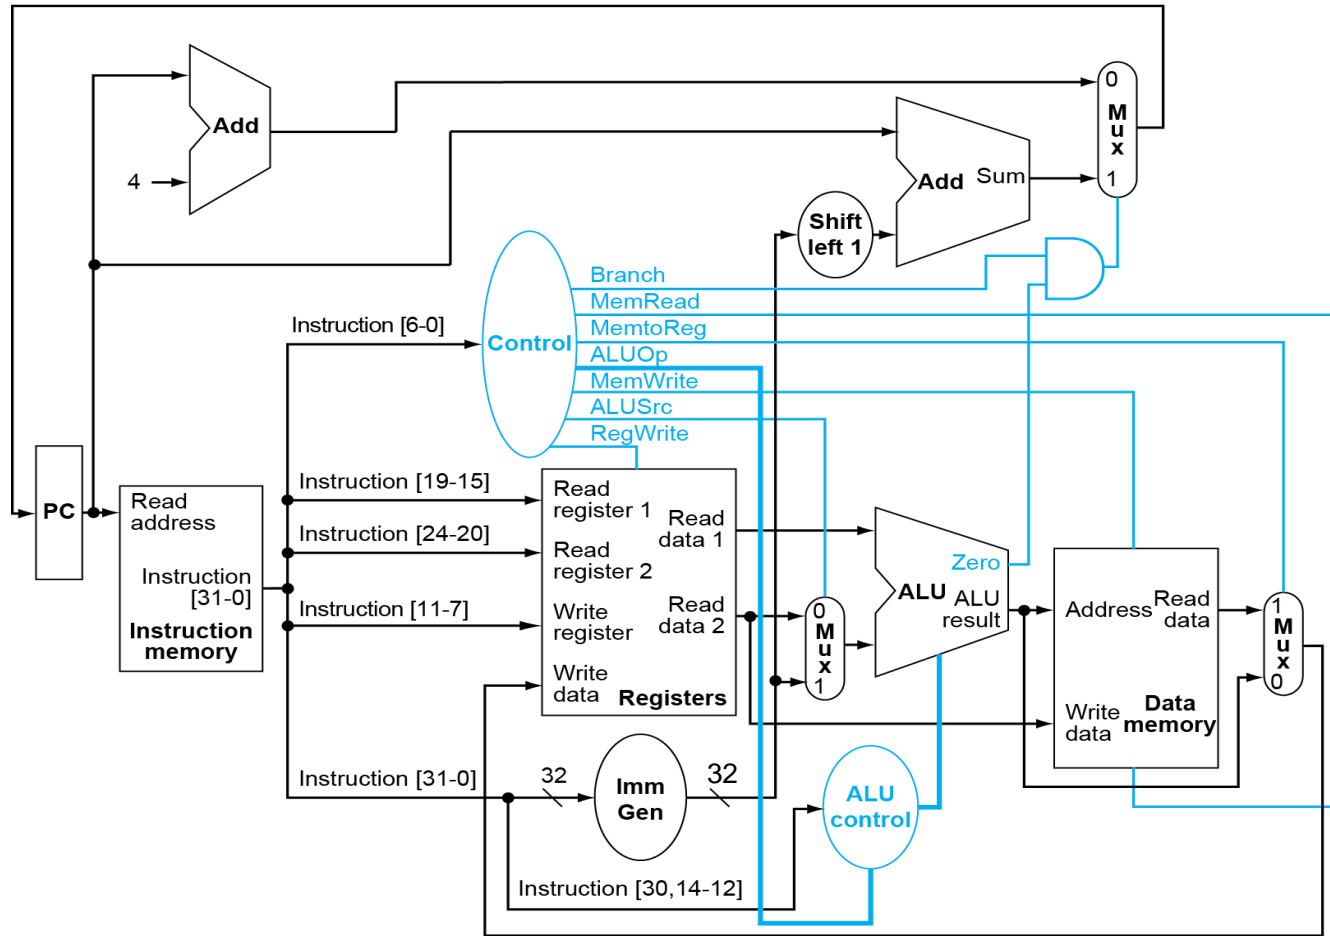 0
Mux
1
Add
4
Add
Sum
Shift
left 1
Branch
MemRead
MemtoReg
ALUOp
MemWrite
ALUSrc
RegWrite
Control
Instruction [6-0]
PC
Read
address
Instruction
[31-0]
Instruction
memory
Instruction [19-15]
Instruction [24-20]
Instruction [11-7]
Instruction [31-0]
Read
register 1
Read
register 2
Write
register
Write
data
Read
data 1
Read
data 2
Registers
0
Mux
1
Zero
ALU
ALU
result
Address
Read
data
Write
data
Data
memory
1
Mux
0
32
Imm
Gen
32
ALU
control
Instruction [30,14-12]